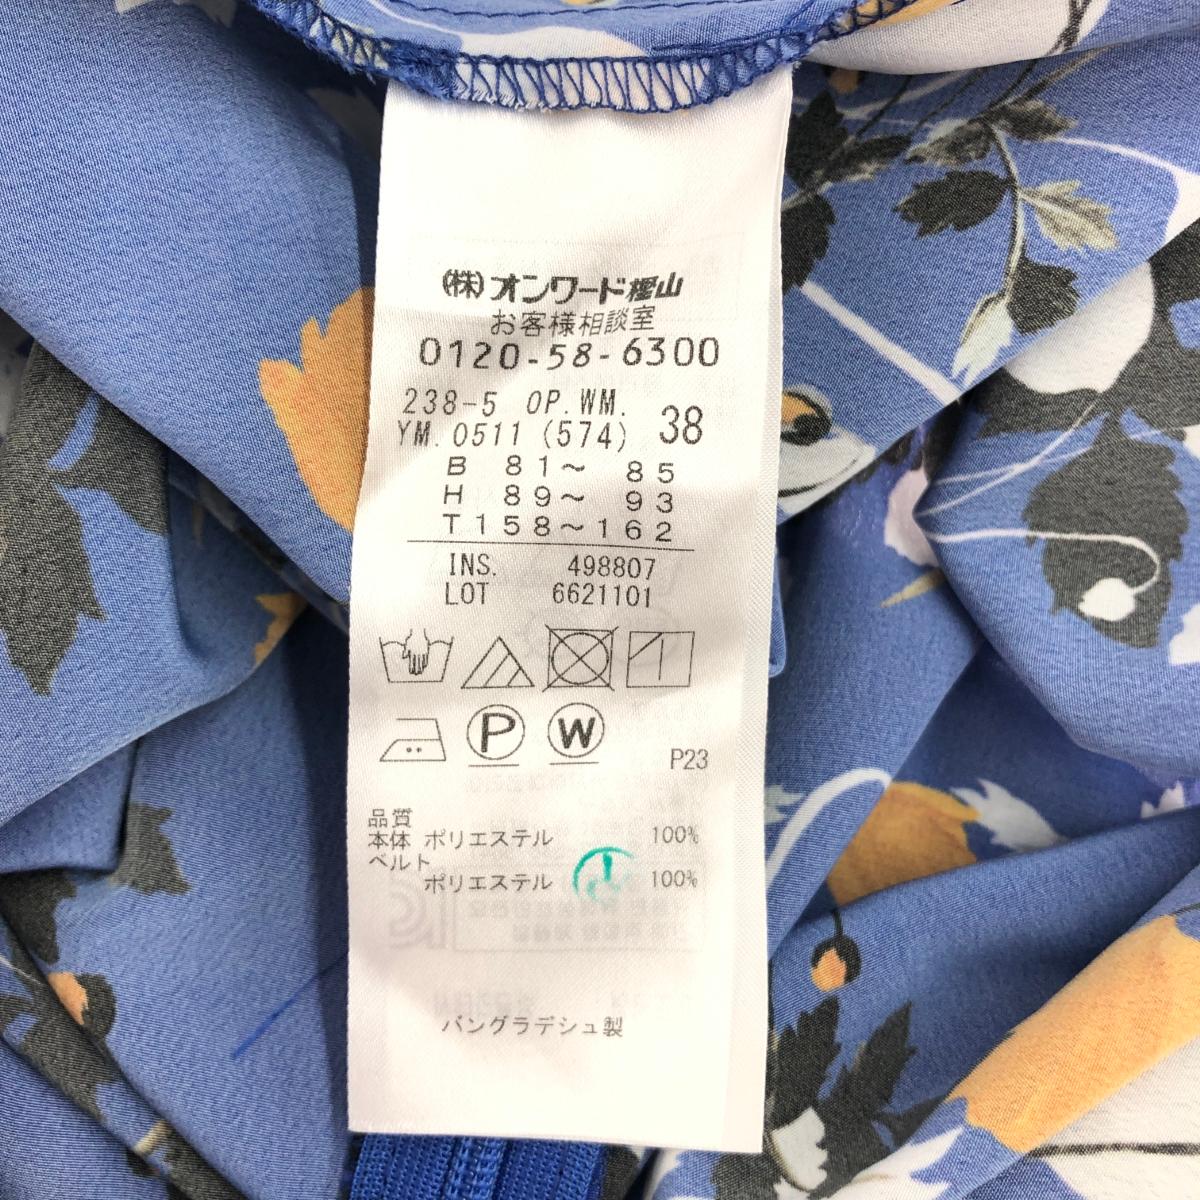 (株)オンワード樫山
お客様相談室
0120-58-6300
238-5 OP.WM. 38
YM.0511 (574)
B 81～ 85
H 89～ 93
T158～162
INS. 498807
LOT 6621101
P W
P23
品質
本体 ポリエステル 100%
ベルト
ポリエステル 100%
バングラデシュ製